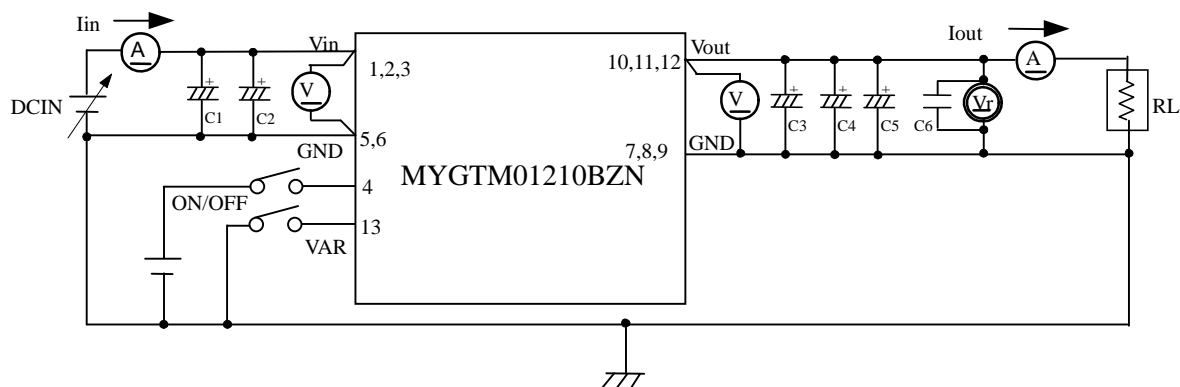 Iin
A
Vin
V
DCIN
+
C1
+
C2
1,2,3
5,6
GND
ON/OFF
4
VAR
13
MYGTM01210BZN
Vout
10,11,12
V
GND
7,8,9
+
C3
+
C4
+
C5
C6
Vr
Iout
A
RL